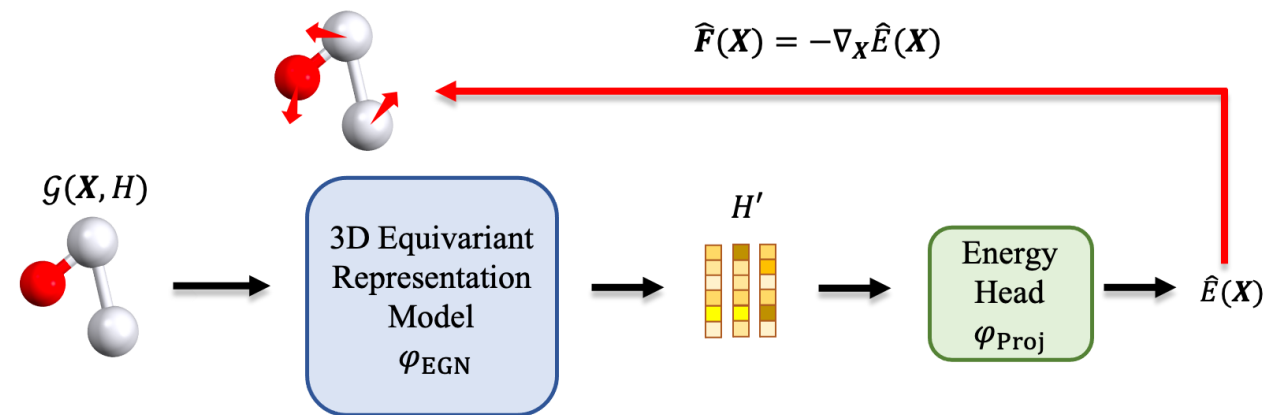 F̂(X) = −∇_X Ê(X)
𝒢(X, H)
3D Equivariant
Representation
Model
φ_EGN
H′
Energy
Head
φ_Proj
Ê(X)